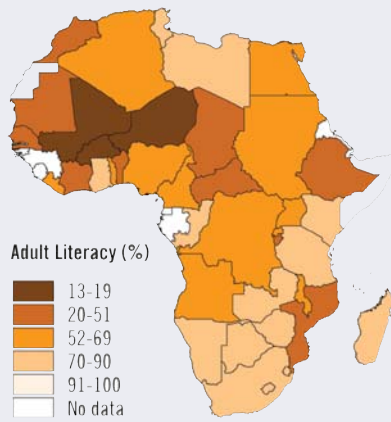 Adult Literacy (%)
13-19
20-51
52-69
70-90
91-100
No data